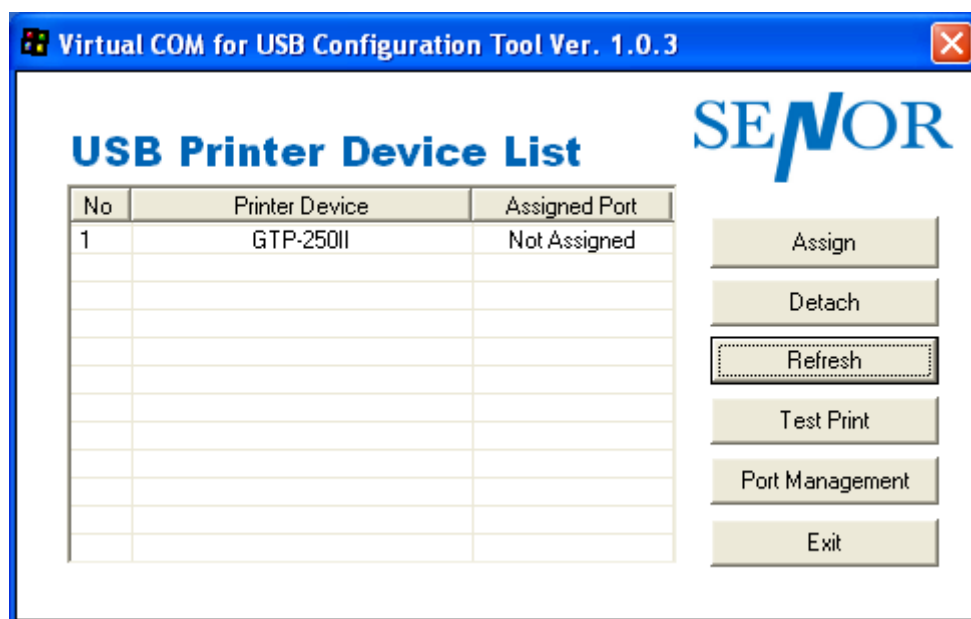 Virtual COM for USB Configuration Tool Ver. 1.0.3
SENOR
USB Printer Device List
No Printer Device Assigned Port
1 GTP-250II Not Assigned
Assign
Detach
Refresh
Test Print
Port Management
Exit